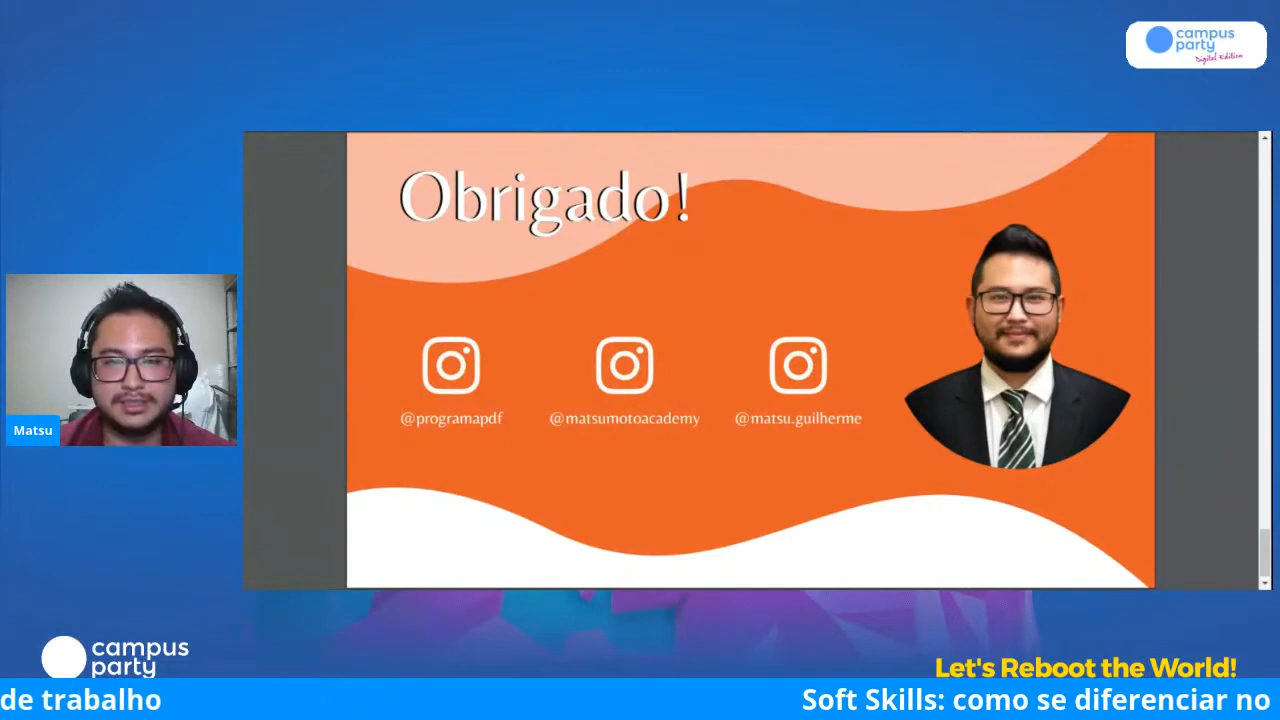 campus
party
Digital Edition
Obrigado!
@programapdf
@matsumotoacademy
@matsu.guilherme
Matsu
campus
party
Let's Reboot the World!
de trabalho
Soft Skills: como se diferenciar no